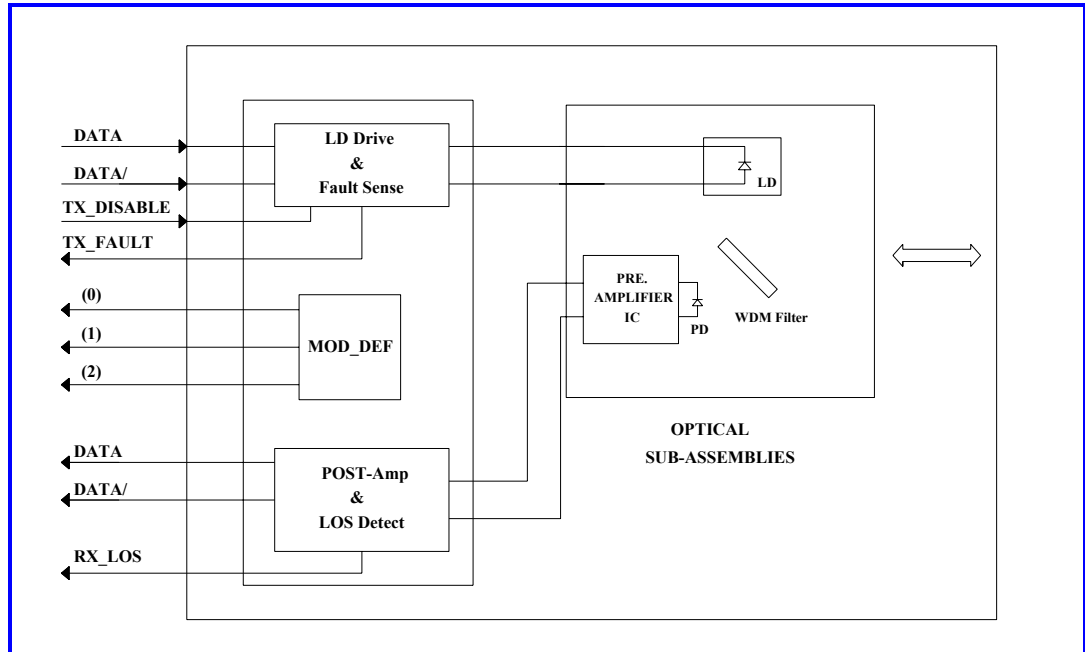 DATA
DATA/
TX_DISABLE
TX_FAULT
(0)
(1)
(2)
DATA
DATA/
RX_LOS
LD Drive
&
Fault Sense
MOD_DEF
POST-Amp
&
LOS Detect
LD
PRE.
AMPLIFIER
IC
PD
WDM Filter
OPTICAL
SUB-ASSEMBLIES